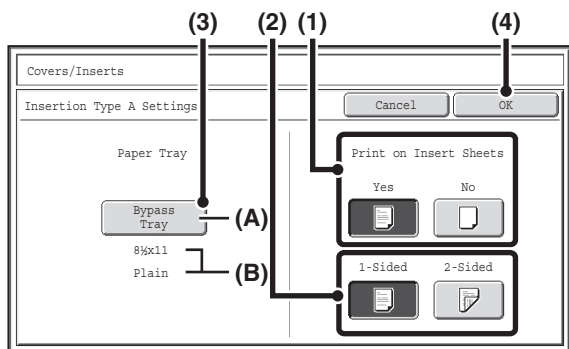 (3) (2) (1) (4)
Covers/Inserts
Insertion Type A Settings Cancel OK
Paper Tray Print on Insert Sheets
Yes No
Bypass
Tray
(A)
8½x11
Plain
(B)
1-Sided 2-Sided